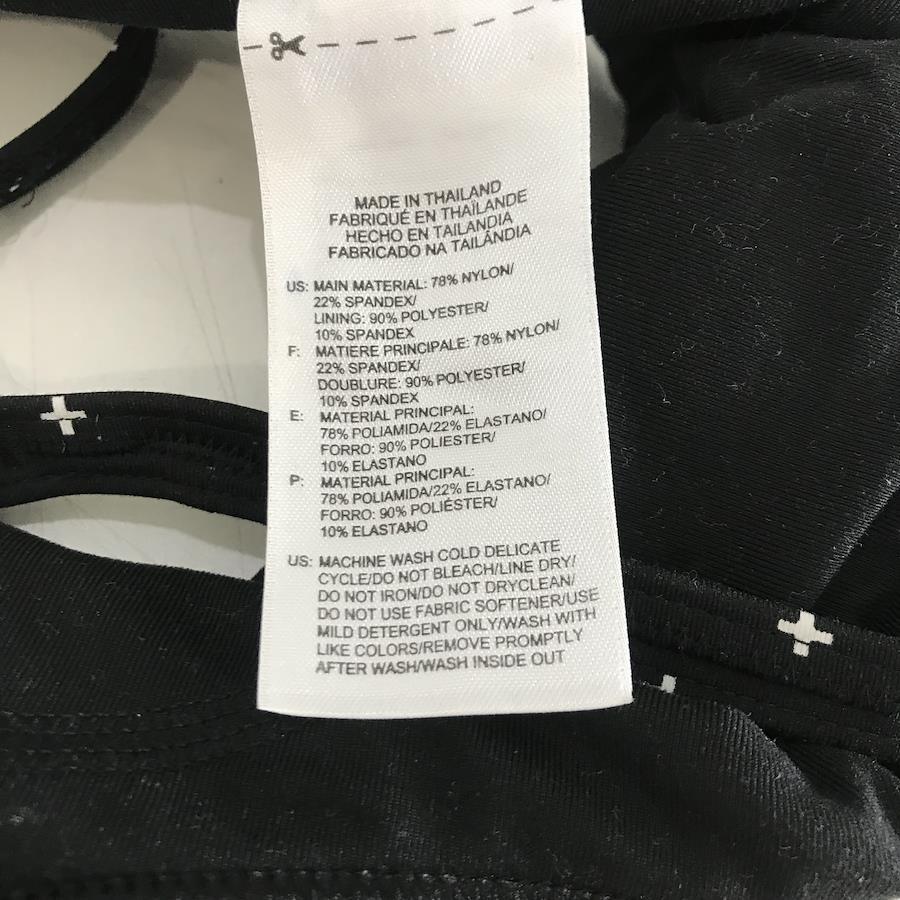 MADE IN THAILAND
FABRIQUÉ EN THAÏLANDE
HECHO EN TAILANDIA
FABRICADO NA TAILÂNDIA
US: MAIN MATERIAL: 78% NYLON/
22% SPANDEX/
LINING: 90% POLYESTER/
10% SPANDEX
F: MATIERE PRINCIPALE: 78% NYLON/
22% SPANDEX/
DOUBLURE: 90% POLYESTER/
10% SPANDEX
E: MATERIAL PRINCIPAL:
78% POLIAMIDA/22% ELASTANO/
FORRO: 90% POLIESTER/
10% ELASTANO
P: MATERIAL PRINCIPAL:
78% POLIAMIDA/22% ELASTANO/
FORRO: 90% POLIÉSTER/
10% ELASTANO
US: MACHINE WASH COLD DELICATE
CYCLE/DO NOT BLEACH/LINE DRY/
DO NOT IRON/DO NOT DRYCLEAN/
DO NOT USE FABRIC SOFTENER/USE
MILD DETERGENT ONLY/WASH WITH
LIKE COLORS/REMOVE PROMPTLY
AFTER WASH/WASH INSIDE OUT